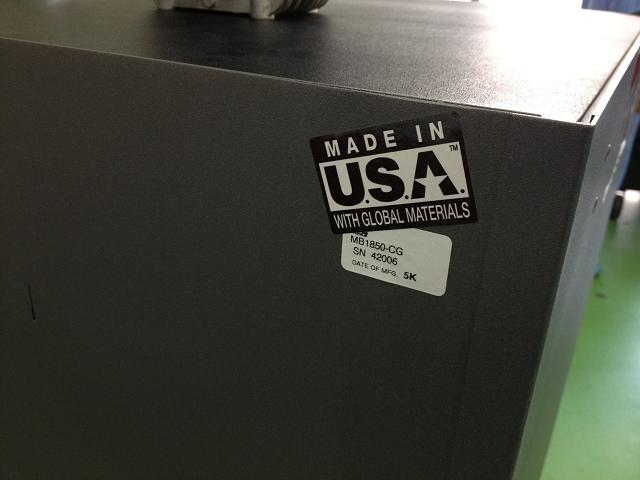 MADE IN
U.S.A.™
WITH GLOBAL MATERIALS
MB1850-CG
SN 42006
DATE OF MFG. 5K